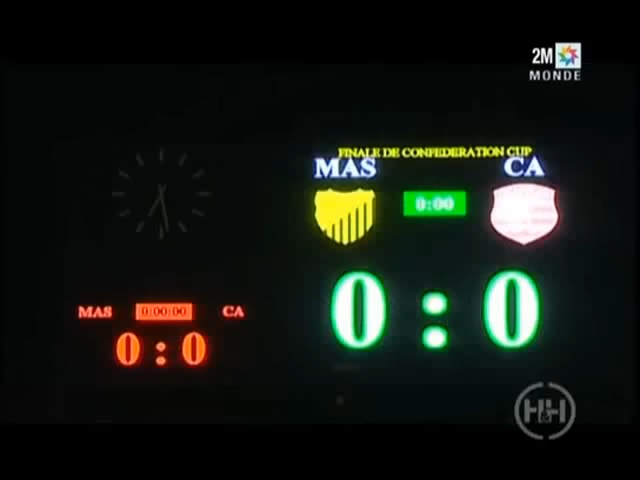 2M
MONDE
FINALE DE CONFEDERATION CUP
MAS CA
0:00
0 : 0
MAS 0:00:00 CA
0 : 0
H&H